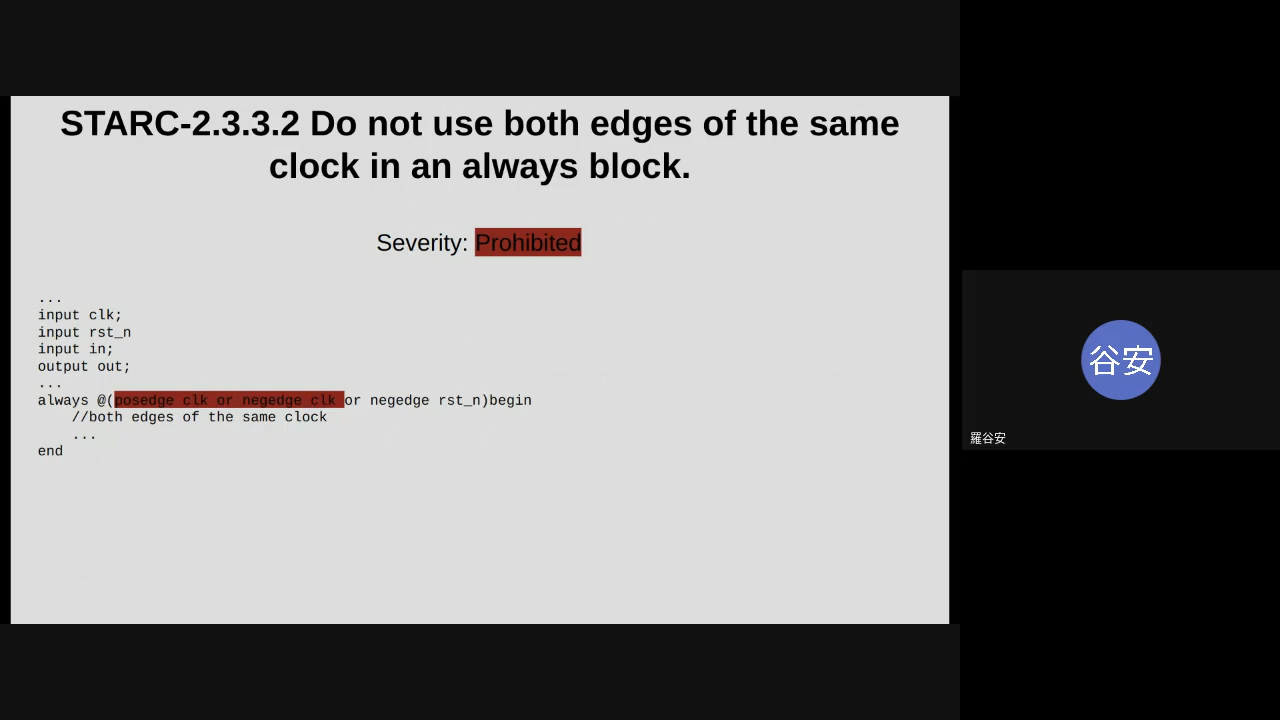 STARC-2.3.3.2 Do not use both edges of the same
clock in an always block.
Severity: Prohibited
...
input clk;
input rst_n
input in;
output out;
...
always @(posedge clk or negedge clk or negedge rst_n)begin
    //both edges of the same clock
    ...
end
谷安
羅谷安